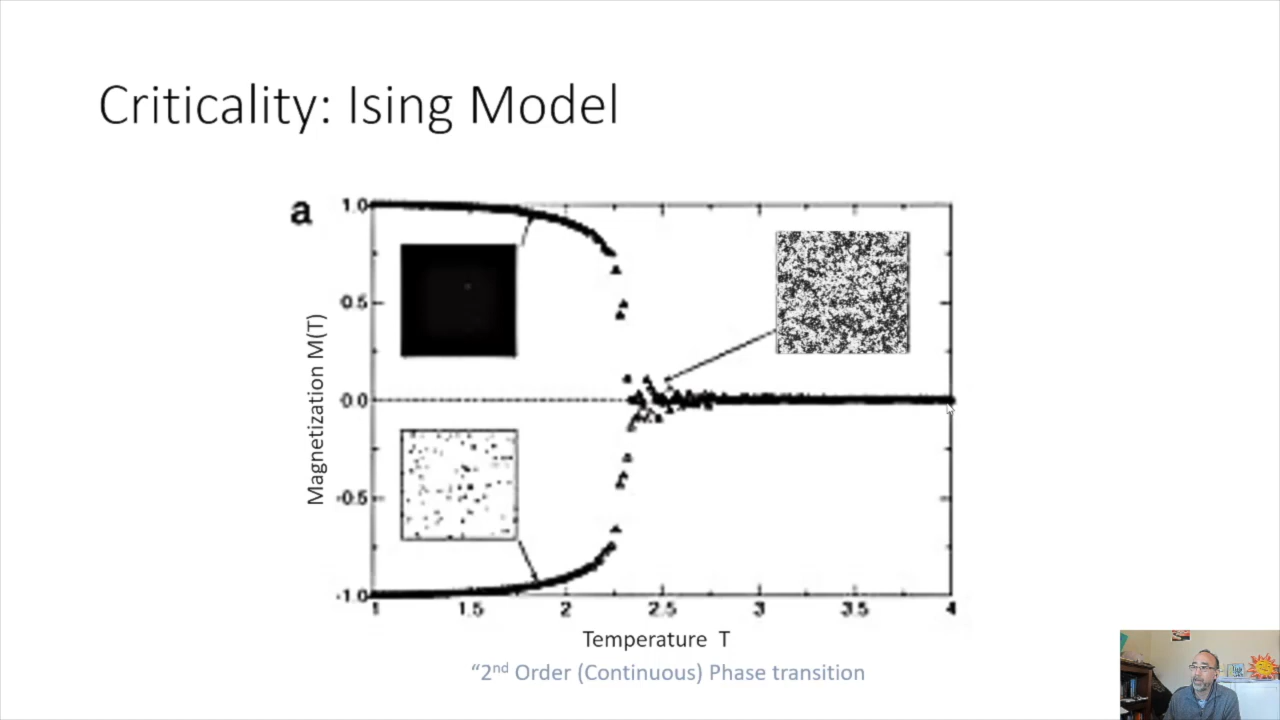 Criticality: Ising Model
a
1.0
0.5
0.0
-0.5
-1.0
Magnetization M(T)
1 1.5 2 2.5 3 3.5 4
Temperature T
“2nd Order (Continuous) Phase transition